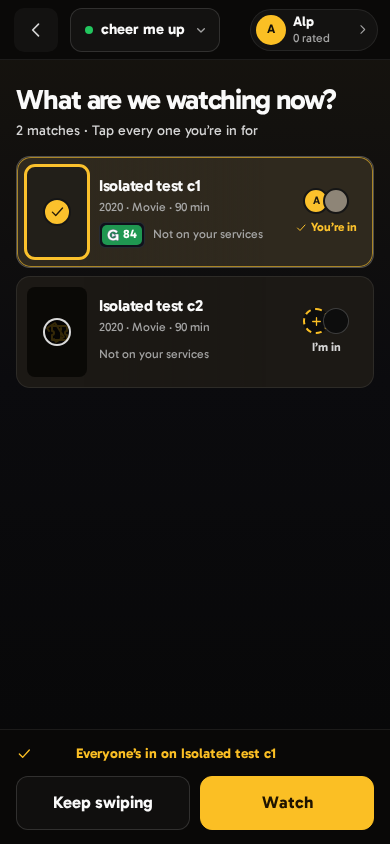 cheer me up
A
Alp
0 rated
What are we watching now?
2 matches · Tap every one you're in for
Isolated test c1
2020 · Movie · 90 min
84
Not on your services
A
You're in
Isolated test c2
2020 · Movie · 90 min
Not on your services
I'm in
Everyone's in on Isolated test c1
Keep swiping
Watch